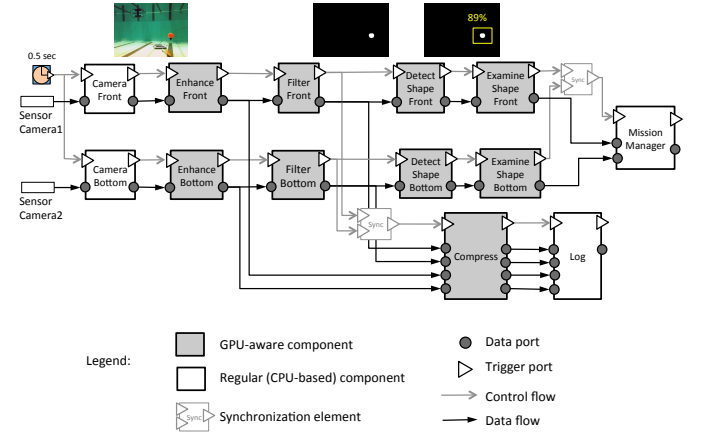 89%
0.5 sec
Camera
Front
Enhance
Front
Filter
Front
Detect
Shape
Front
Examine
Shape
Front
Sync
Sensor
Camera1
Mission
Manager
Camera
Bottom
Enhance
Bottom
Filter
Bottom
Detect
Shape
Bottom
Examine
Shape
Bottom
Sensor
Camera2
Sync
Compress
Log
Legend:
GPU-aware component
Regular (CPU-based) component
Sync
Synchronization element
Data port
Trigger port
Control flow
Data flow